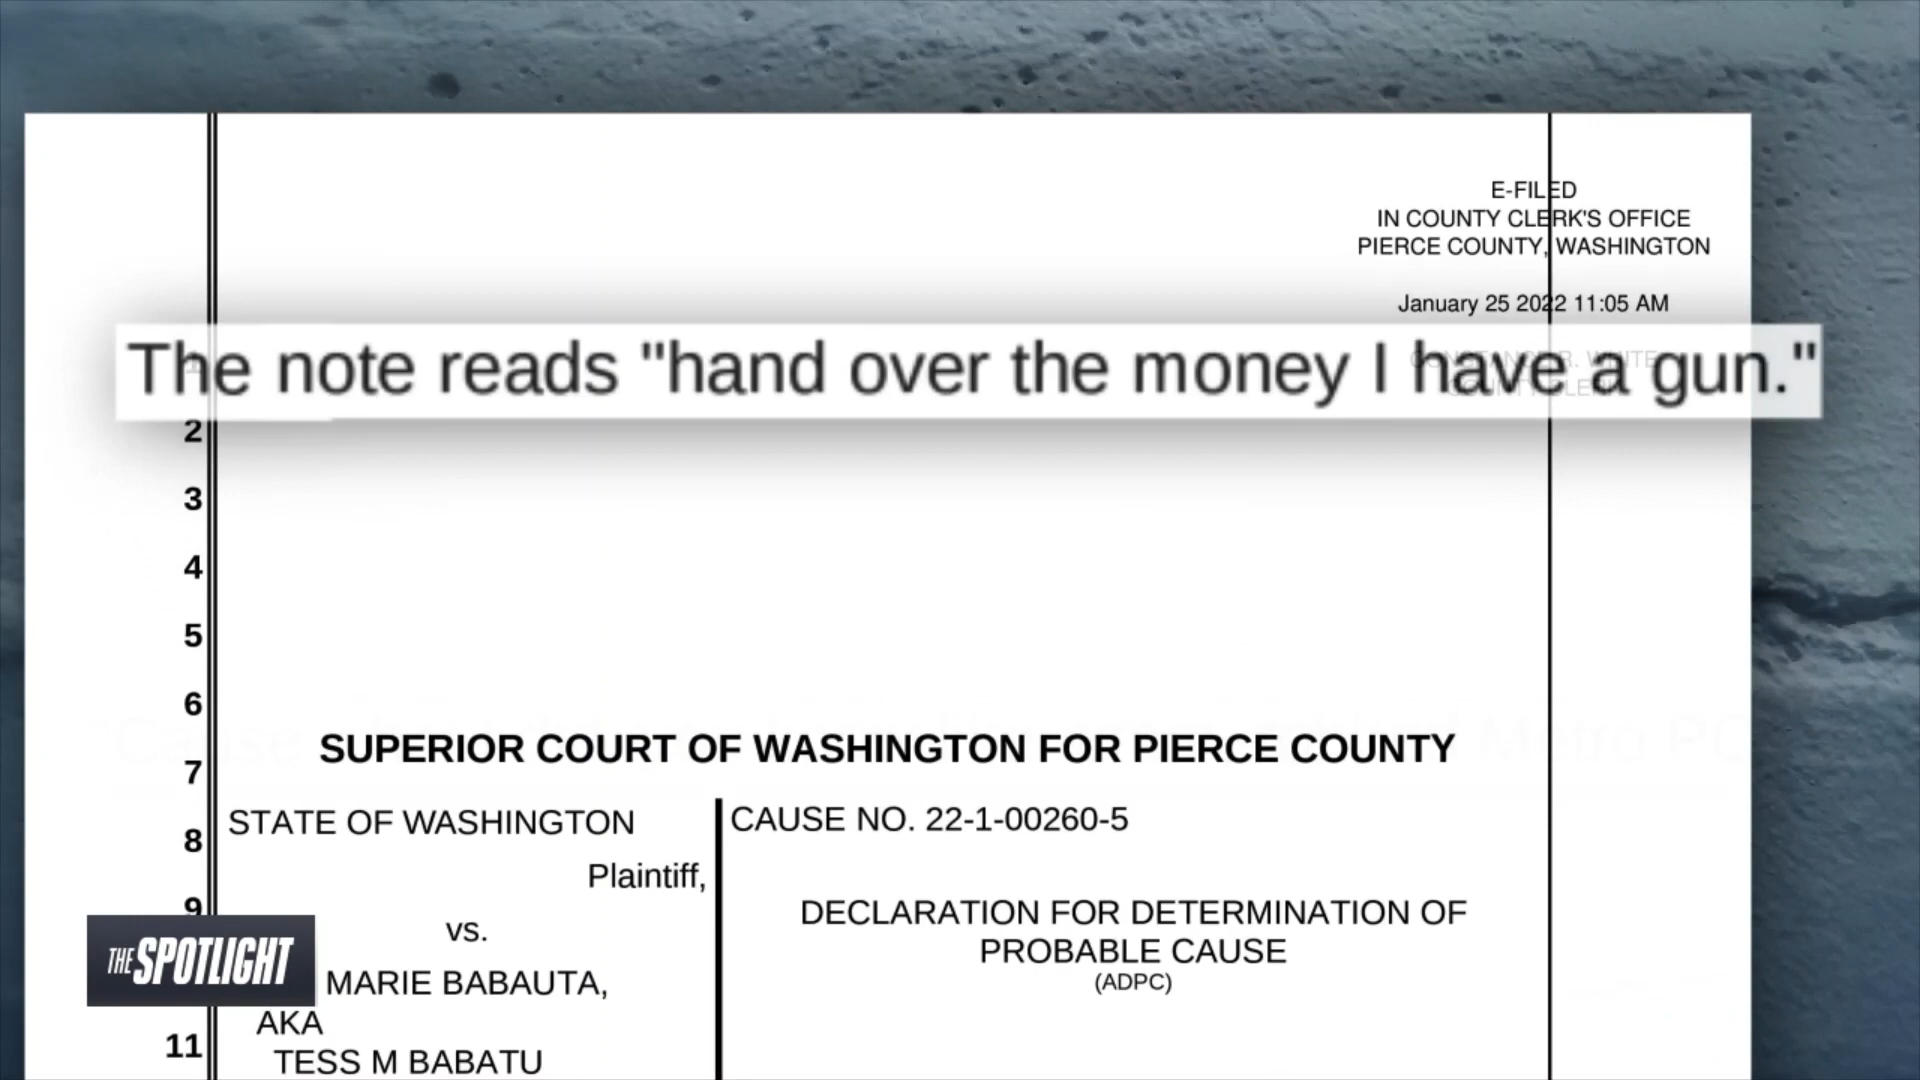 E-FILED
IN COUNTY CLERK'S OFFICE
PIERCE COUNTY, WASHINGTON
January 25 2022 11:05 AM
The note reads "hand over the money I have a gun."
2
3
4
5
6
SUPERIOR COURT OF WASHINGTON FOR PIERCE COUNTY
7
STATE OF WASHINGTON
CAUSE NO. 22-1-00260-5
8
Plaintiff,
9
DECLARATION FOR DETERMINATION OF
PROBABLE CAUSE
(ADPC)
vs.
THE SPOTLIGHT
MARIE BABAUTA,
AKA
11
TESS M BABATU